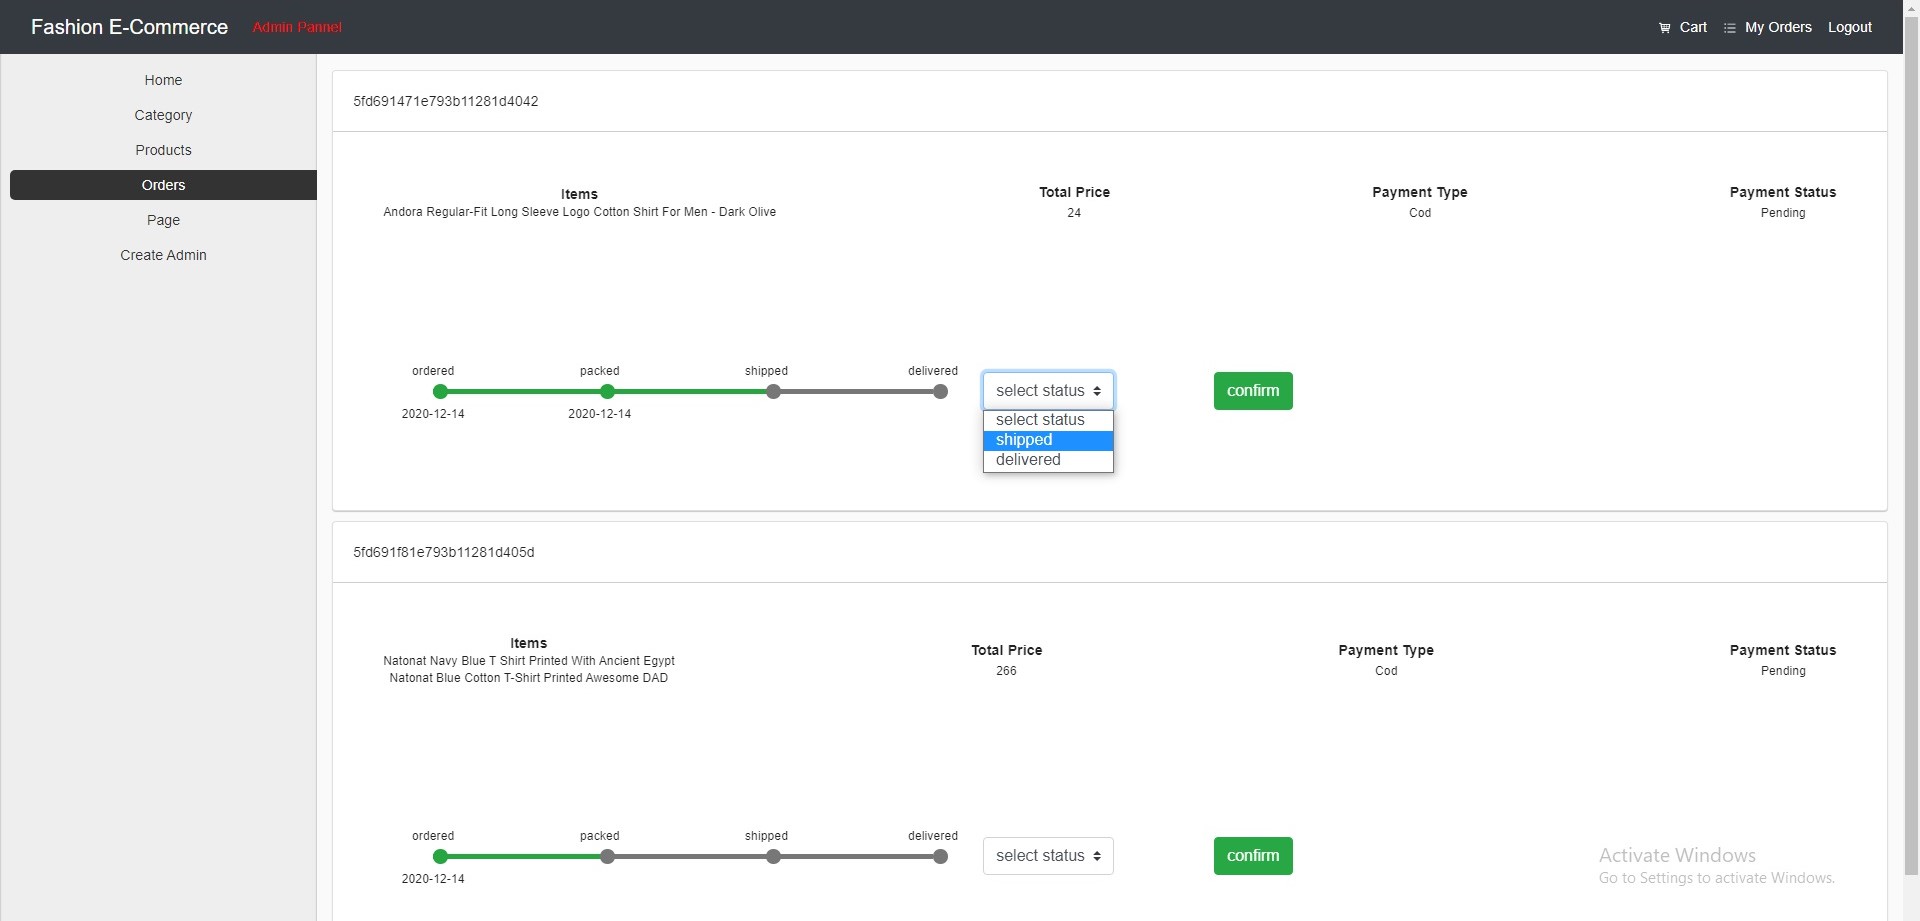 Fashion E-Commerce Admin Pannel Cart My Orders Logout
Home
Category
Products
Orders
Page
Create Admin
5fd691471e793b11281d4042
Items Total Price Payment Type Payment Status
Andora Regular-Fit Long Sleeve Logo Cotton Shirt For Men - Dark Olive 24 Cod Pending
ordered packed shipped delivered
select status confirm
2020-12-14 2020-12-14
select status
shipped
delivered
5fd691f81e793b11281d405d
Items Total Price Payment Type Payment Status
Natonat Navy Blue T Shirt Printed With Ancient Egypt 266 Cod Pending
Natonat Blue Cotton T-Shirt Printed Awesome DAD
ordered packed shipped delivered
select status confirm
2020-12-14
Activate Windows
Go to Settings to activate Windows.